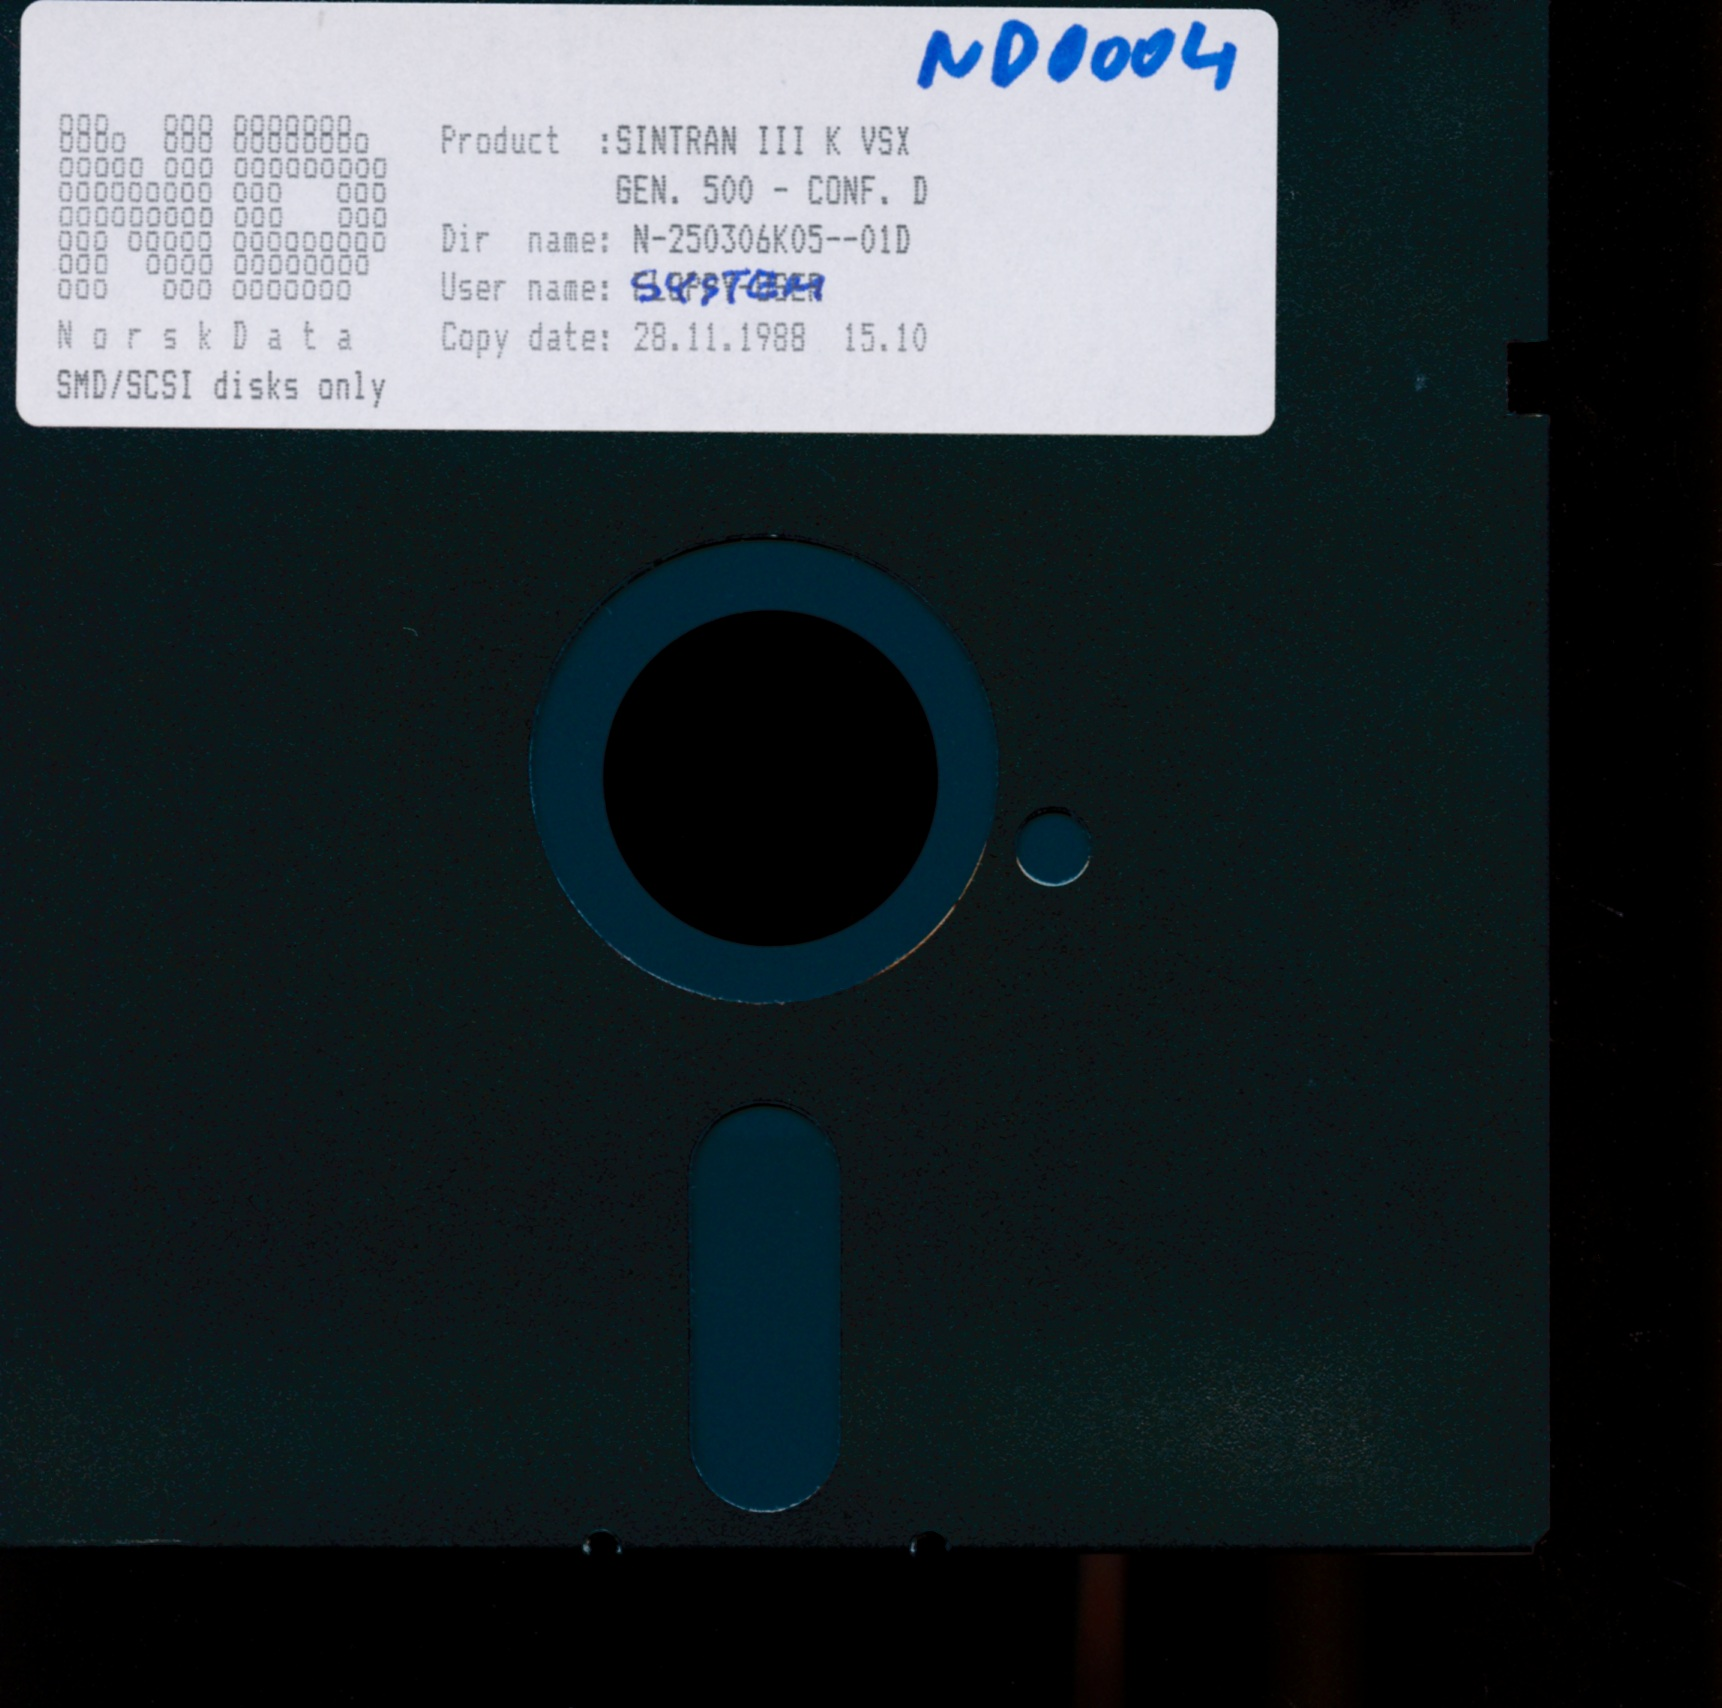 ND0004
Product  :SINTRAN III K VSX
GEN. 500 - CONF. D
Dir  name: N-250306K05--01D
User name: SYSTEM
Copy date: 28.11.1988  15.10
N o r s k D a t a
SMD/SCSI disks only